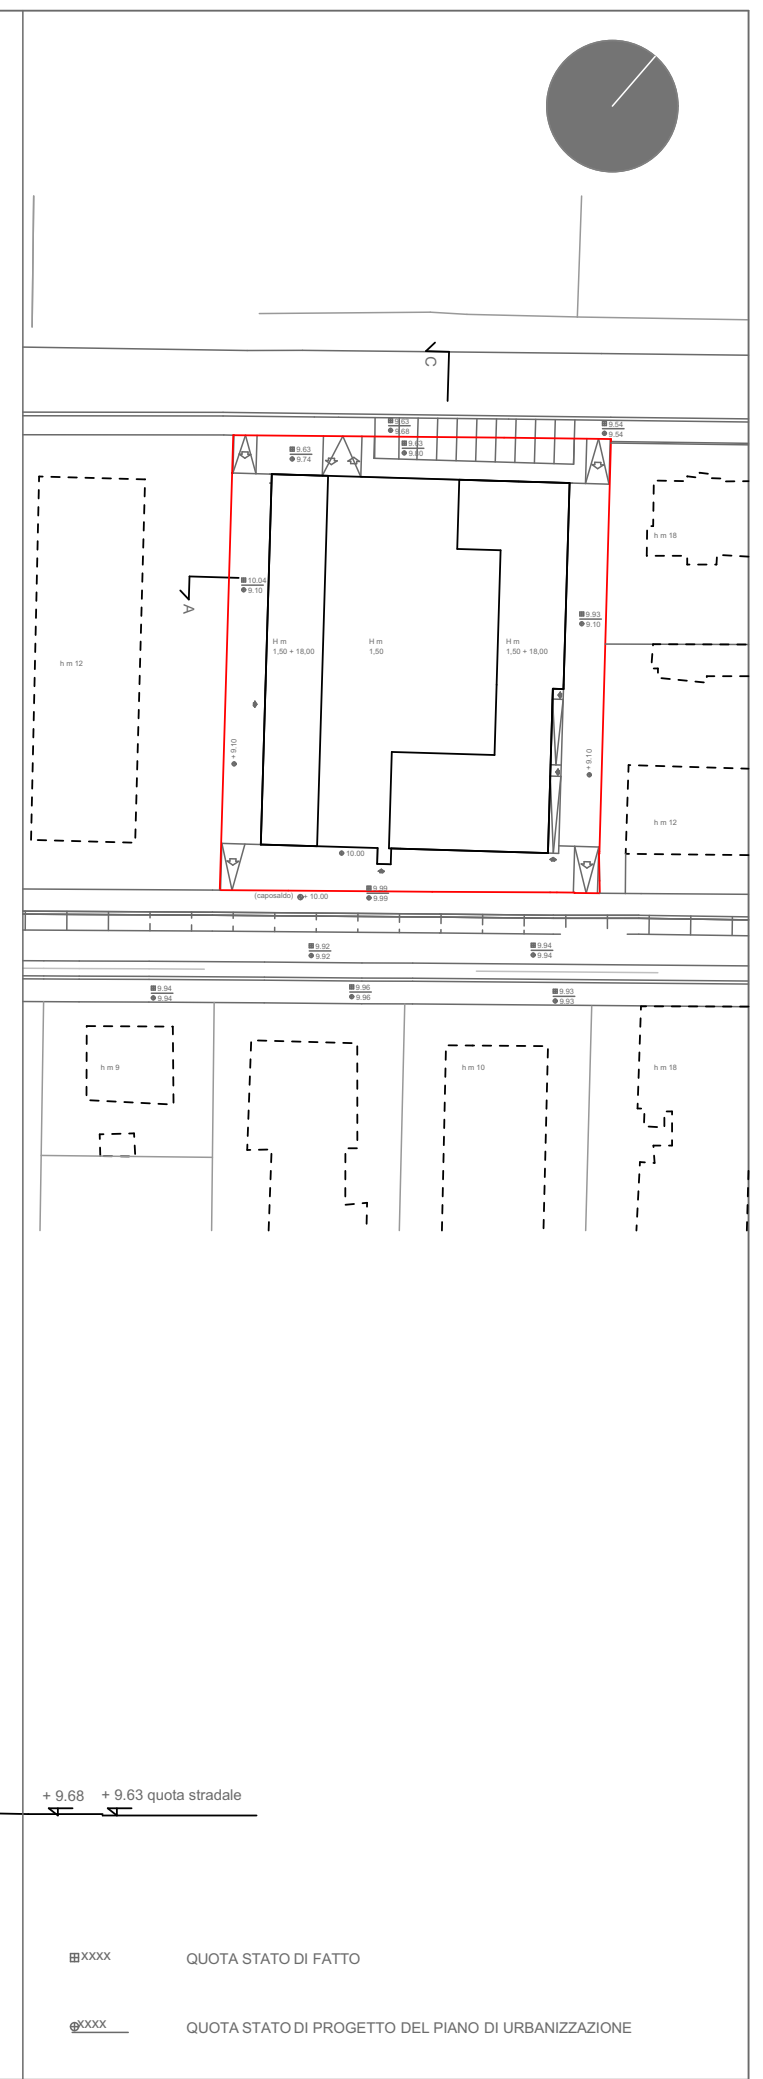 C
9.63
9.68
9.54
9.54
9.63
9.74
9.63
9.80
h m 18
10.04
9.10
A
9.93
9.10
H m
1,50 + 18,00
H m
1,50
H m
1,50 + 18,00
h m 12
+ 9.10
+ 9.10
h m 12
10.00
9.99
9.99
(caposaldo) + 10.00
9.92
9.92
9.94
9.94
9.94
9.94
9.96
9.96
9.93
9.93
h m 9
h m 10
h m 18
+ 9.68 + 9.63 quota stradale
XXXX QUOTA STATO DI FATTO
XXXX QUOTA STATO DI PROGETTO DEL PIANO DI URBANIZZAZIONE